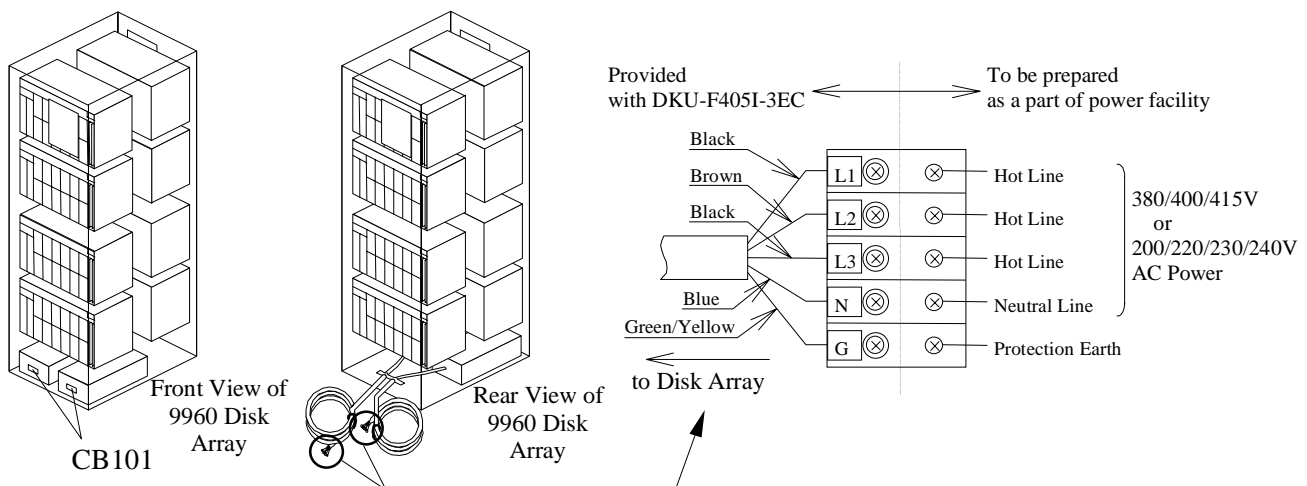 Front View of
9960 Disk
Array
CB101
Rear View of
9960 Disk
Array
Provided
with DKU-F405I-3EC
To be prepared
as a part of power facility
Black
Brown
Black
Blue
Green/Yellow
to Disk Array
L1
L2
L3
N
G
Hot Line
Hot Line
Hot Line
Neutral Line
Protection Earth
380/400/415V
or
200/220/230/240V
AC Power